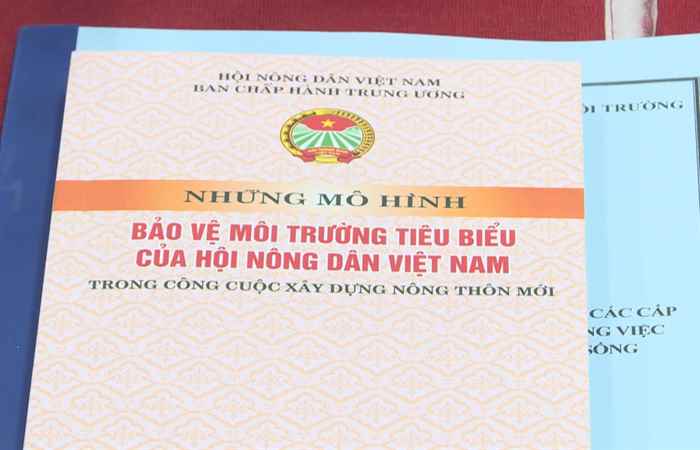 HỘI NÔNG DÂN VIỆT NAM
BAN CHẤP HÀNH TRUNG ƯƠNG
NHỮNG MÔ HÌNH
BẢO VỆ MÔI TRƯỜNG TIÊU BIỂU
CỦA HỘI NÔNG DÂN VIỆT NAM
TRONG CÔNG CUỘC XÂY DỰNG NÔNG THÔN MỚI
TRƯỜNG
CÁC CẤP
VIỆC
SỐNG